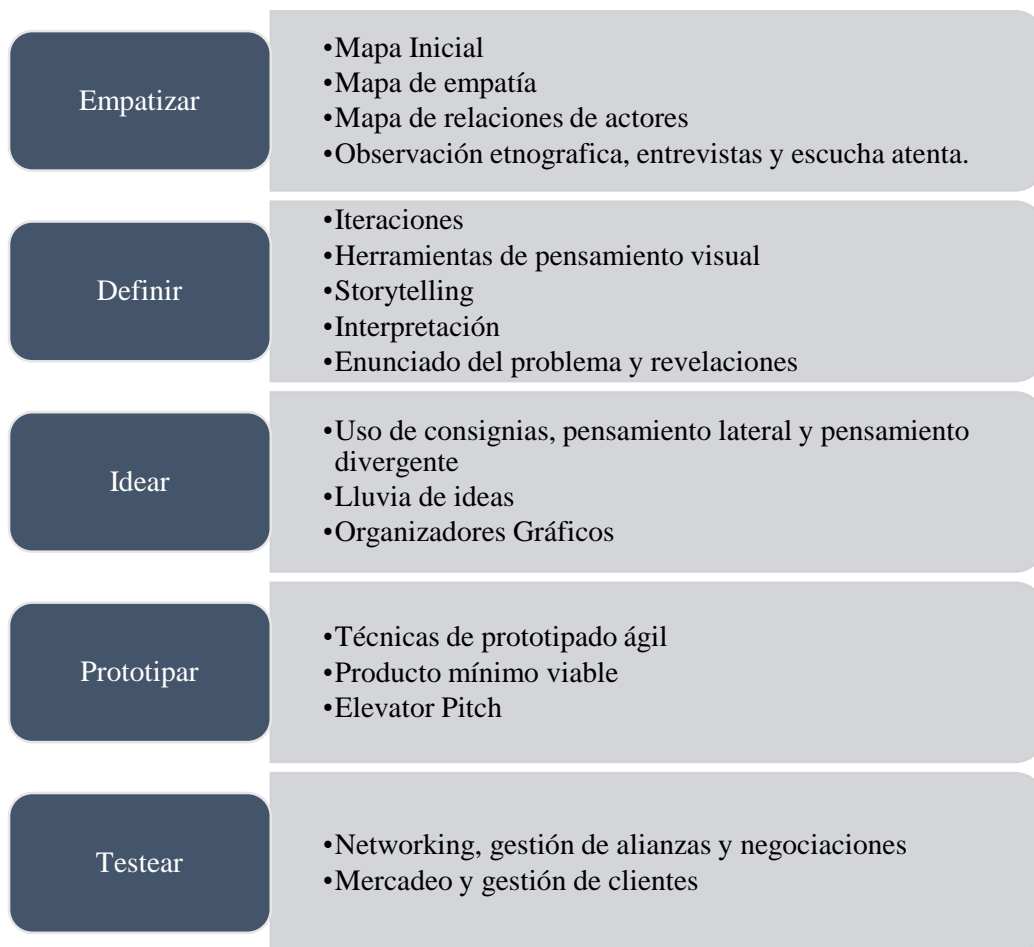 Empatizar
•Mapa Inicial
•Mapa de empatía
•Mapa de relaciones de actores
•Observación etnografica, entrevistas y escucha atenta.
Definir
•Iteraciones
•Herramientas de pensamiento visual
•Storytelling
•Interpretación
•Enunciado del problema y revelaciones
Idear
•Uso de consignias, pensamiento lateral y pensamiento
divergente
•Lluvia de ideas
•Organizadores Gráficos
Prototipar
•Técnicas de prototipado ágil
•Producto mínimo viable
•Elevator Pitch
Testear
•Networking, gestión de alianzas y negociaciones
•Mercadeo y gestión de clientes